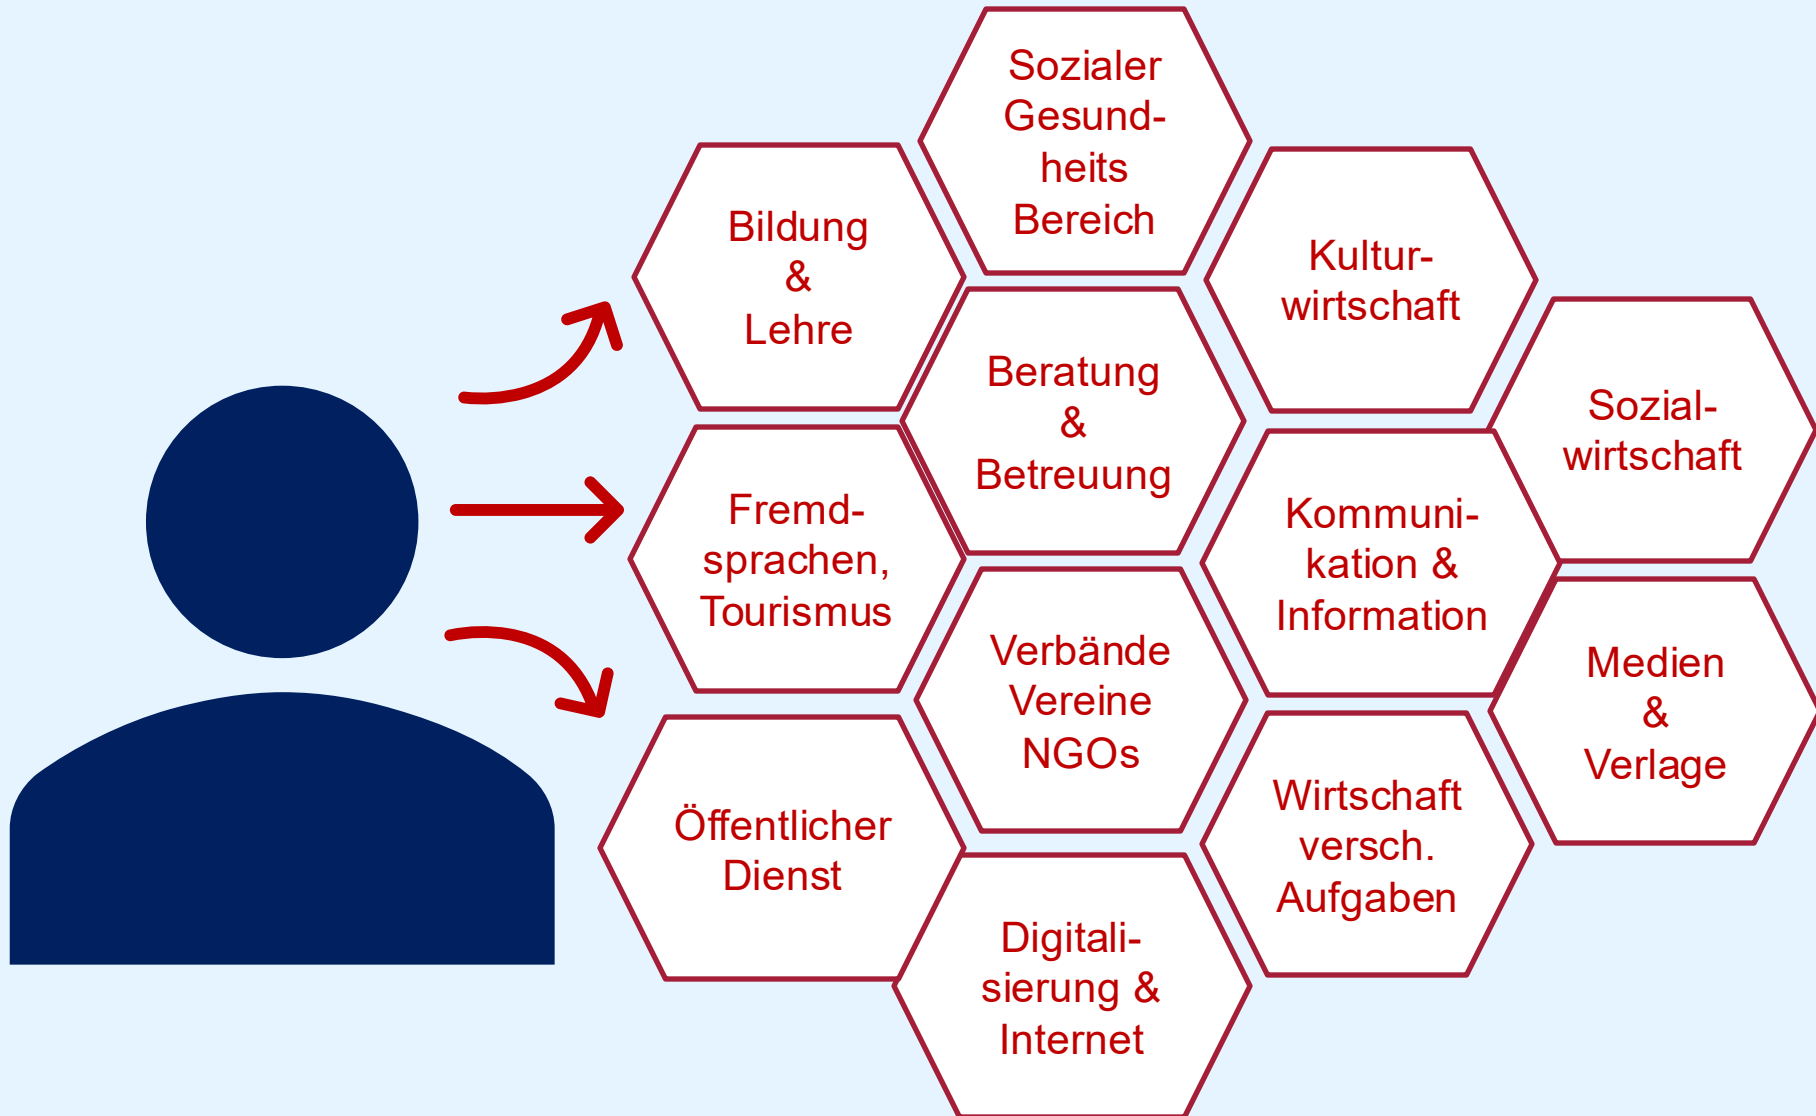 Sozialer
Gesund-
heits
Bereich
Bildung
&
Lehre
Kultur-
wirtschaft
Beratung
&
Betreuung
Sozial-
wirtschaft
Fremd-
sprachen,
Tourismus
Kommuni-
kation &
Information
Verbände
Vereine
NGOs
Medien
&
Verlage
Öffentlicher
Dienst
Wirtschaft
versch.
Aufgaben
Digitali-
sierung &
Internet